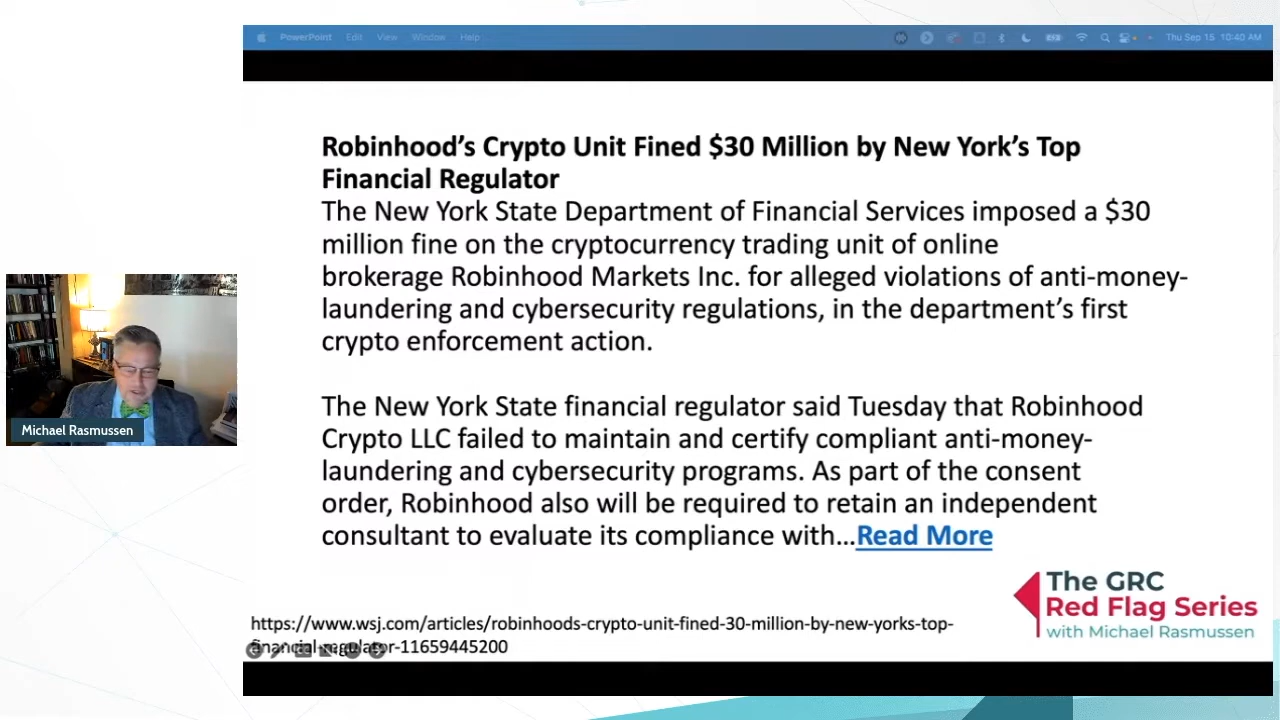 PowerPoint Edit View Window Help
Thu Sep 15 10:40 AM
Robinhood's Crypto Unit Fined $30 Million by New York's Top
Financial Regulator
The New York State Department of Financial Services imposed a $30
million fine on the cryptocurrency trading unit of online
brokerage Robinhood Markets Inc. for alleged violations of anti-money-
laundering and cybersecurity regulations, in the department's first
crypto enforcement action.
The New York State financial regulator said Tuesday that Robinhood
Crypto LLC failed to maintain and certify compliant anti-money-
laundering and cybersecurity programs. As part of the consent
order, Robinhood also will be required to retain an independent
consultant to evaluate its compliance with…Read More
Michael Rasmussen
The GRC
Red Flag Series
with Michael Rasmussen
https://www.wsj.com/articles/robinhoods-crypto-unit-fined-30-million-by-new-yorks-top-
financial-regulator-11659445200